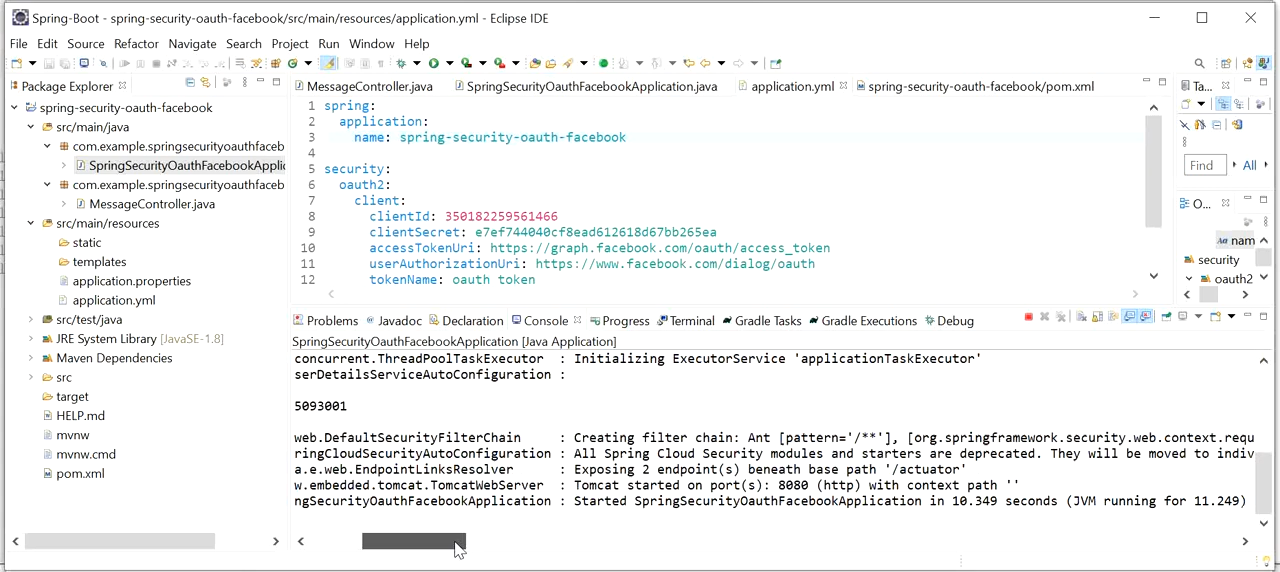 Spring-Boot - spring-security-oauth-facebook/src/main/resources/application.yml - Eclipse IDE
File Edit Source Refactor Navigate Search Project Run Window Help
Package Explorer
spring-security-oauth-facebook
src/main/java
com.example.springsecurityoauthfaceb
SpringSecurityOauthFacebookApplic
com.example.springsecurityoauthfaceb
MessageController.java
src/main/resources
static
templates
application.properties
application.yml
src/test/java
JRE System Library [JavaSE-1.8]
Maven Dependencies
src
target
HELP.md
mvnw
mvnw.cmd
pom.xml
MessageController.java SpringSecurityOauthFacebookApplication.java application.yml spring-security-oauth-facebook/pom.xml
1 spring:
2 application:
3 name: spring-security-oauth-facebook
4
5 security:
6 oauth2:
7 client:
8 clientId: 350182259561466
9 clientSecret: e7ef744040cf8ead612618d67bb265ea
10 accessTokenUri: https://graph.facebook.com/oauth/access_token
11 userAuthorizationUri: https://www.facebook.com/dialog/oauth
12 tokenName: oauth token
Problems Javadoc Declaration Console Progress Terminal Gradle Tasks Gradle Executions Debug
SpringSecurityOauthFacebookApplication [Java Application]
concurrent.ThreadPoolTaskExecutor : Initializing ExecutorService 'applicationTaskExecutor'
serDetailsServiceAutoConfiguration :
5093001
web.DefaultSecurityFilterChain : Creating filter chain: Ant [pattern='/**'], [org.springframework.security.web.context.requ
ringCloudSecurityAutoConfiguration : All Spring Cloud Security modules and starters are deprecated. They will be moved to indiv
a.e.web.EndpointLinksResolver : Exposing 2 endpoint(s) beneath base path '/actuator'
w.embedded.tomcat.TomcatWebServer : Tomcat started on port(s): 8080 (http) with context path ''
ngSecurityOauthFacebookApplication : Started SpringSecurityOauthFacebookApplication in 10.349 seconds (JVM running for 11.249)
Ta...
Find All
O...
nam
security
oauth2